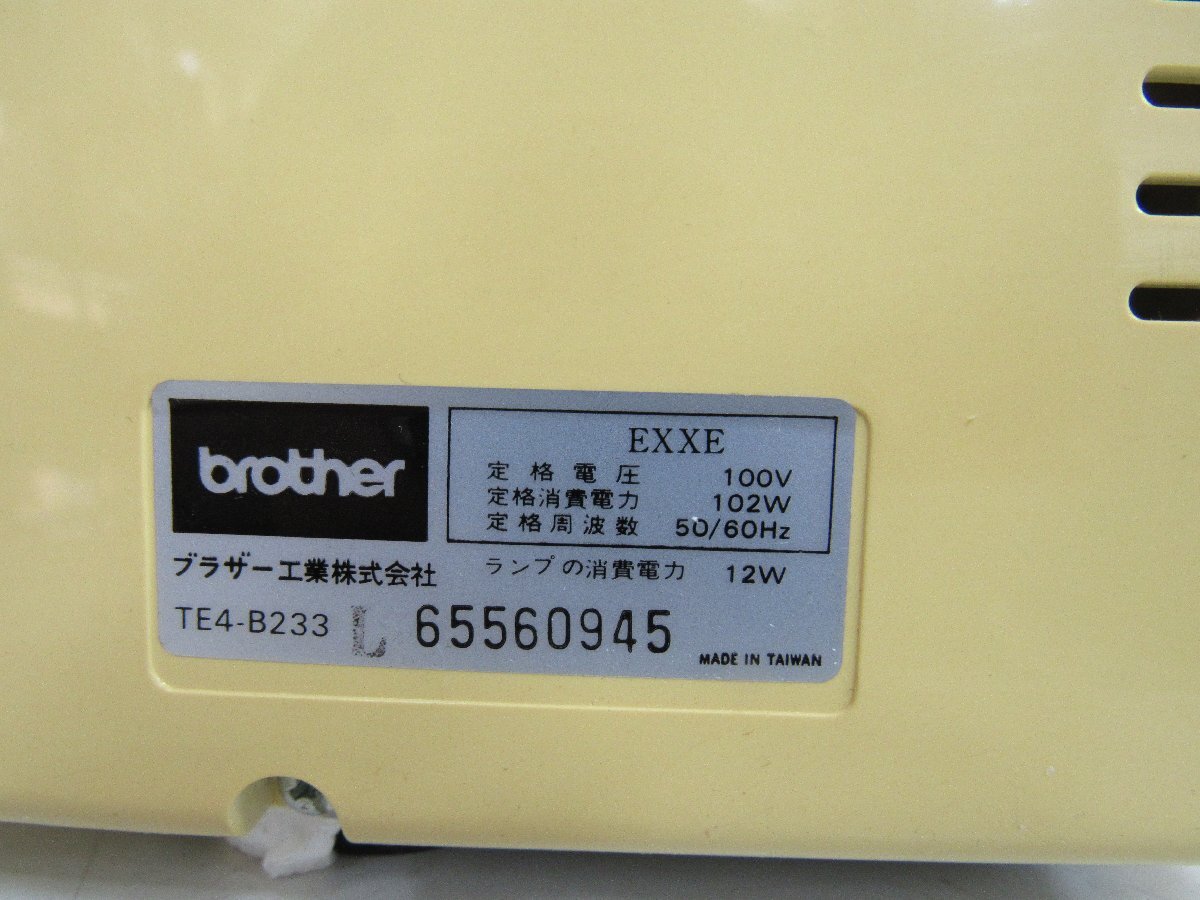 brother
EXXE
定格電圧 100V
定格消費電力 102W
定格周波数 50/60Hz
ブラザー工業株式会社
ランプの消費電力 12W
TE4-B233 L 65560945
MADE IN TAIWAN